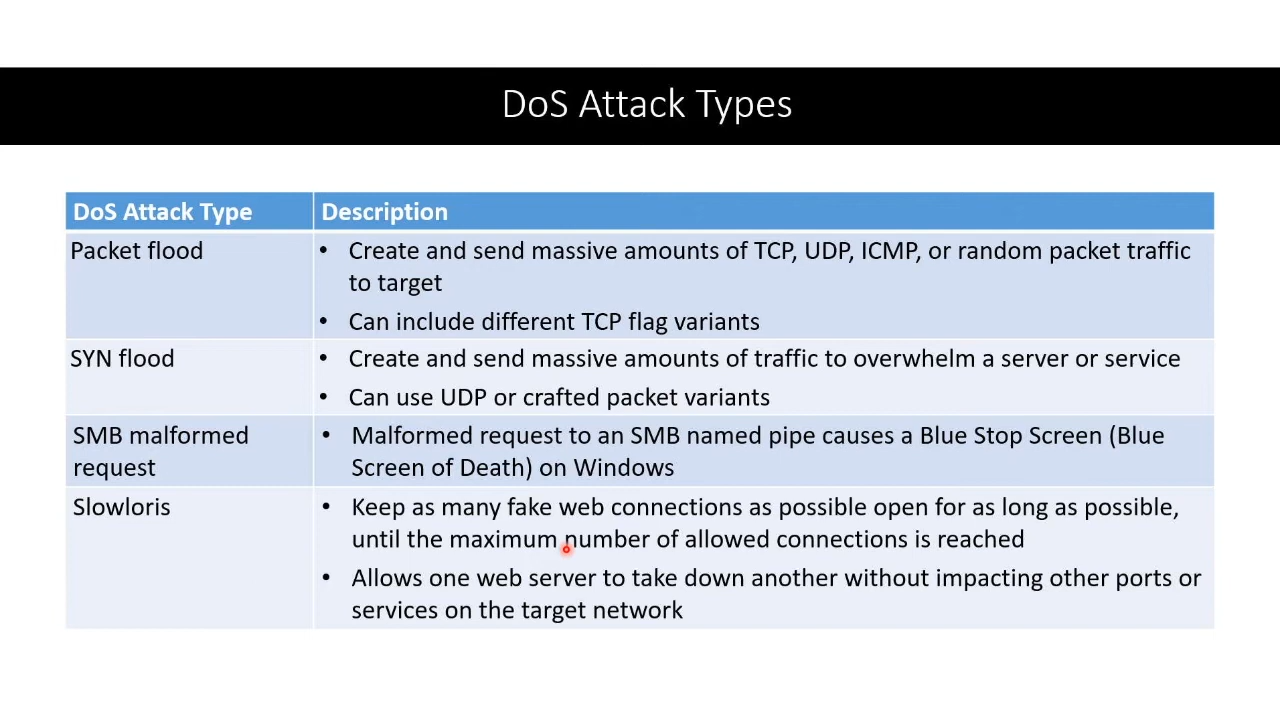 DoS Attack Types
DoS Attack Type
Description
Packet flood
• Create and send massive amounts of TCP, UDP, ICMP, or random packet traffic
to target
• Can include different TCP flag variants
SYN flood
• Create and send massive amounts of traffic to overwhelm a server or service
• Can use UDP or crafted packet variants
SMB malformed
request
• Malformed request to an SMB named pipe causes a Blue Stop Screen (Blue
Screen of Death) on Windows
Slowloris
• Keep as many fake web connections as possible open for as long as possible,
until the maximum number of allowed connections is reached
• Allows one web server to take down another without impacting other ports or
services on the target network